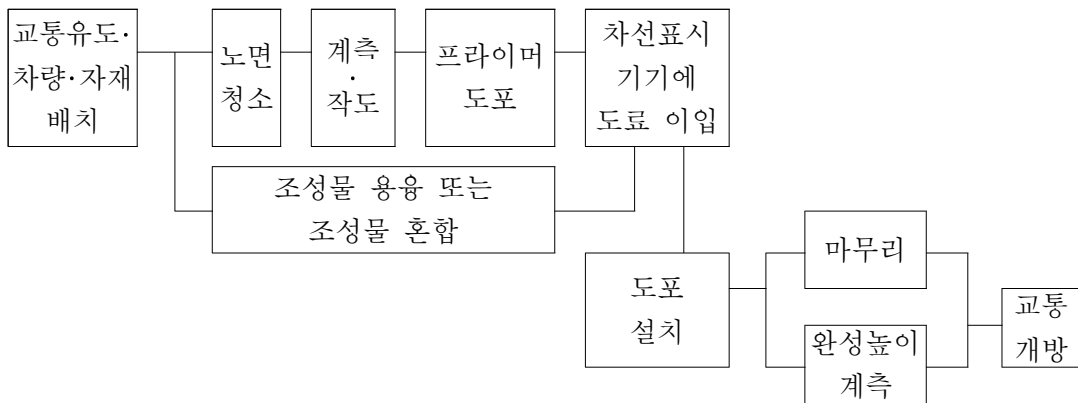 교통유도·
차량·자재
배치
노면
청소
계측
·
작도
프라이머
도포
차선표시
기기에
도료 이입
조성물 용융 또는
조성물 혼합
도포
설치
마무리
완성높이
계측
교통
개방